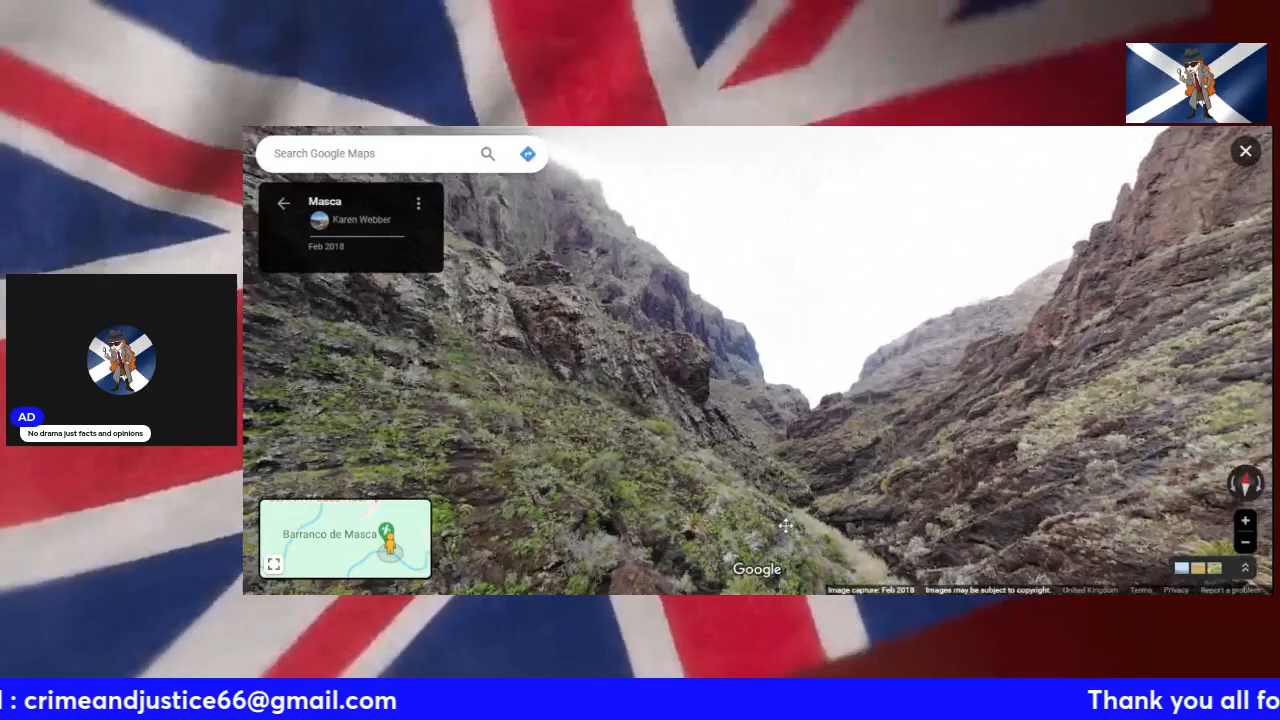 Search Google Maps
Masca
Karen Webber
Feb 2018
AD
No drama just facts and opinions
Barranco de Masca
Google
Image capture: Feb 2018 Images may be subject to copyright. United Kingdom Terms Privacy Report a problem
: crimeandjustice66@gmail.com
Thank you all fo